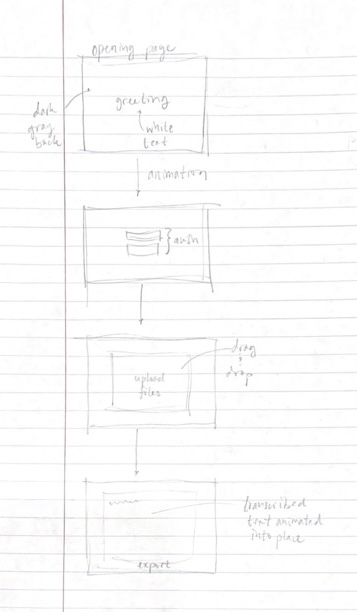 opening page
greeting
dark
gray
back
white
text
animation
auth
upload
files
drag
&
drop
transcribed
text animated
into place
export